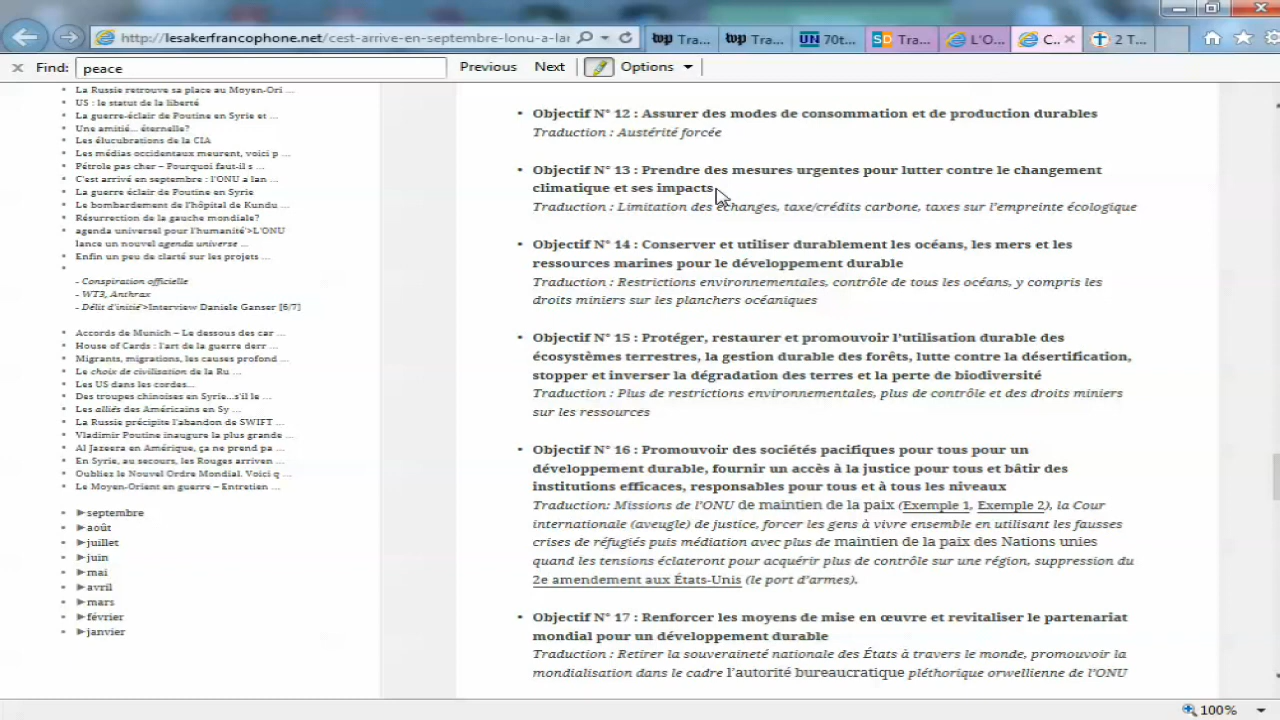 http://lesakerfrancophone.net/cest-arrive-en-septembre-lonu-a-lar
Tra...
Tra...
UN 70t...
SD Tra...
L'O...
C...
2 T...
Find: peace
Previous Next Options
La Russie retrouve sa place au Moyen-Ori ...
US : le statut de la liberté
La guerre-éclair de Poutine en Syrie et ...
Une amitié... éternelle?
Les élucubrations de la CIA
Les médias occidentaux meurent, voici p ...
Pétrole pas cher – Pourquoi faut-il s ...
C'est arrivé en septembre : l'ONU a lan ...
La guerre éclair de Poutine en Syrie
Le bombardement de l'hôpital de Kundu ...
Résurrection de la gauche mondiale?
agenda universel pour l'humanité'>L'ONU
lance un nouvel agenda universe ...
Enfin un peu de clarté sur les projets ...
- Conspiration officielle
- WT3, Anthrax
- Délit d'initié'>Interview Daniele Ganser [6/7]
Accords de Munich – Le dessous des car ...
House of Cards : l'art de la guerre derr ...
Migrants, migrations, les causes profond ...
Le choix de civilisation de la Ru ...
Les US dans les cordes...
Des troupes chinoises en Syrie...s'il le ...
Les alliés des Américains en Sy ...
La Russie précipite l'abandon de SWIFT ...
Vladimir Poutine inaugure la plus grande ...
Al Jazeera en Amérique, ça ne prend pa ...
En Syrie, au secours, les Rouges arriven ...
Oubliez le Nouvel Ordre Mondial. Voici q ...
Le Moyen-Orient en guerre – Entretien ...
►septembre
►août
►juillet
►juin
►mai
►avril
►mars
►février
►janvier
• Objectif N° 12 : Assurer des modes de consommation et de production durables
Traduction : Austérité forcée
• Objectif N° 13 : Prendre des mesures urgentes pour lutter contre le changement
climatique et ses impacts
Traduction : Limitation des échanges, taxe/crédits carbone, taxes sur l'empreinte écologique
• Objectif N° 14 : Conserver et utiliser durablement les océans, les mers et les
ressources marines pour le développement durable
Traduction : Restrictions environnementales, contrôle de tous les océans, y compris les
droits miniers sur les planchers océaniques
• Objectif N° 15 : Protéger, restaurer et promouvoir l'utilisation durable des
écosystèmes terrestres, la gestion durable des forêts, lutte contre la désertification,
stopper et inverser la dégradation des terres et la perte de biodiversité
Traduction : Plus de restrictions environnementales, plus de contrôle et des droits miniers
sur les ressources
• Objectif N° 16 : Promouvoir des sociétés pacifiques pour tous pour un
développement durable, fournir un accès à la justice pour tous et bâtir des
institutions efficaces, responsables pour tous et à tous les niveaux
Traduction: Missions de l'ONU de maintien de la paix (Exemple 1, Exemple 2), la Cour
internationale (aveugle) de justice, forcer les gens à vivre ensemble en utilisant les fausses
crises de réfugiés puis médiation avec plus de maintien de la paix des Nations unies
quand les tensions éclateront pour acquérir plus de contrôle sur une région, suppression du
2e amendement aux États-Unis (le port d'armes).
• Objectif N° 17 : Renforcer les moyens de mise en œuvre et revitaliser le partenariat
mondial pour un développement durable
Traduction : Retirer la souveraineté nationale des États à travers le monde, promouvoir la
mondialisation dans le cadre l'autorité bureaucratique pléthorique orwellienne de l'ONU
100%